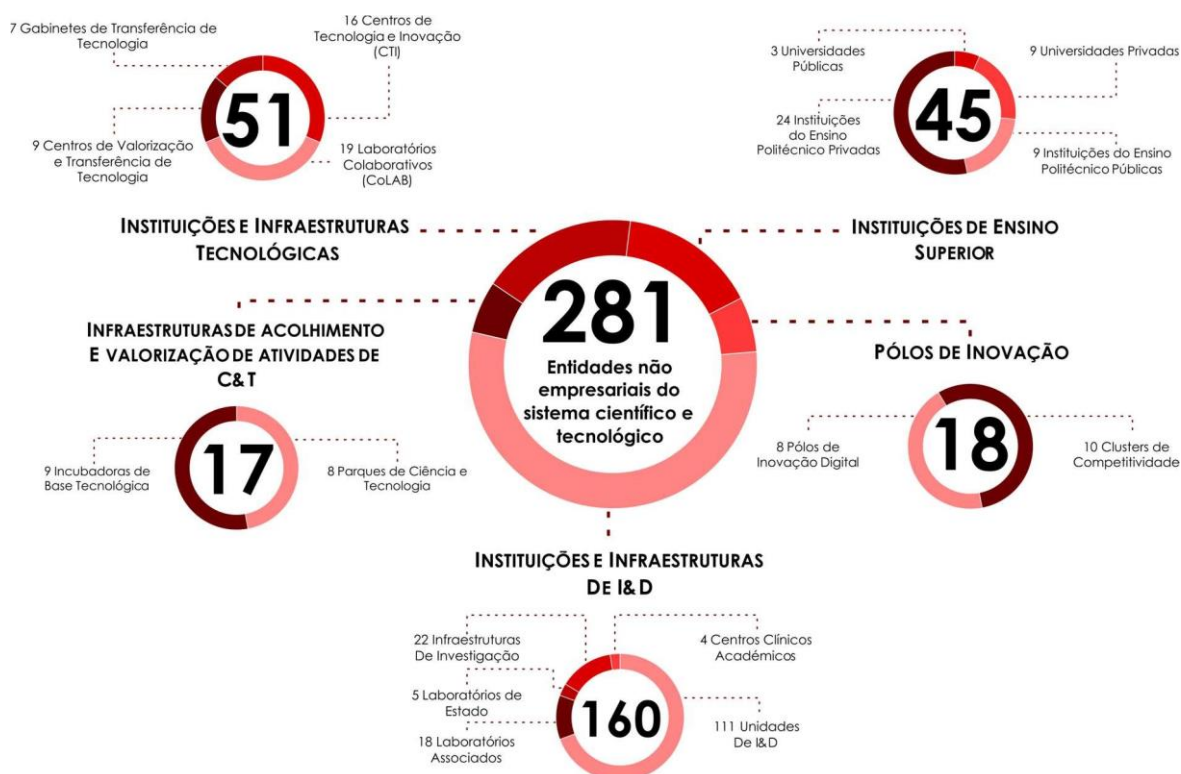 7 Gabinetes de Transferência de
Tecnologia
16 Centros de
Tecnologia e Inovação
(CTI)
51
9 Centros de Valorização
e Transferência de
Tecnologia
19 Laboratórios
Colaborativos
(CoLAB)
INSTITUIÇÕES E INFRAESTRUTURAS
TECNOLÓGICAS
3 Universidades
Públicas
9 Universidades Privadas
45
24 Instituições
do Ensino
Politécnico Privadas
9 Instituições do Ensino
Politécnico Públicas
INSTITUIÇÕES DE ENSINO
SUPERIOR
281
Entidades não
empresariais do
sistema científico e
tecnológico
INFRAESTRUTURAS DE ACOLHIMENTO
E VALORIZAÇÃO DE ATIVIDADES DE
C&T
17
9 Incubadoras de
Base Tecnológica
8 Parques de Ciência e
Tecnologia
PÓLOS DE INOVAÇÃO
8 Pólos de
Inovação Digital
18
10 Clusters de
Competitividade
INSTITUIÇÕES E INFRAESTRUTURAS
DE I&D
22 Infraestruturas
De Investigação
4 Centros Clínicos
Académicos
5 Laboratórios de
Estado
160
18 Laboratórios
Associados
111 Unidades
De I&D